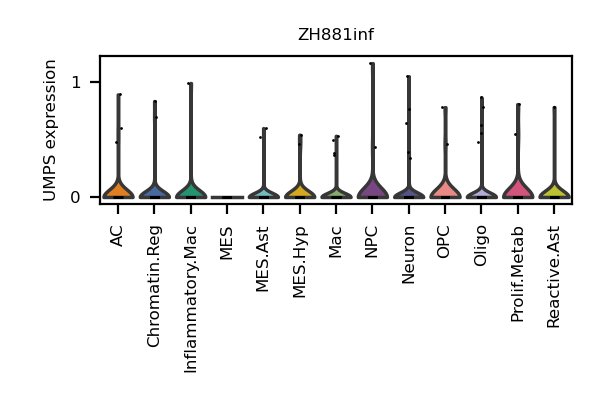 ZH881inf
UMPS expression
1
0
AC
Chromatin.Reg
Inflammatory.Mac
MES
MES.Ast
MES.Hyp
Mac
NPC
Neuron
OPC
Oligo
Prolif.Metab
Reactive.Ast